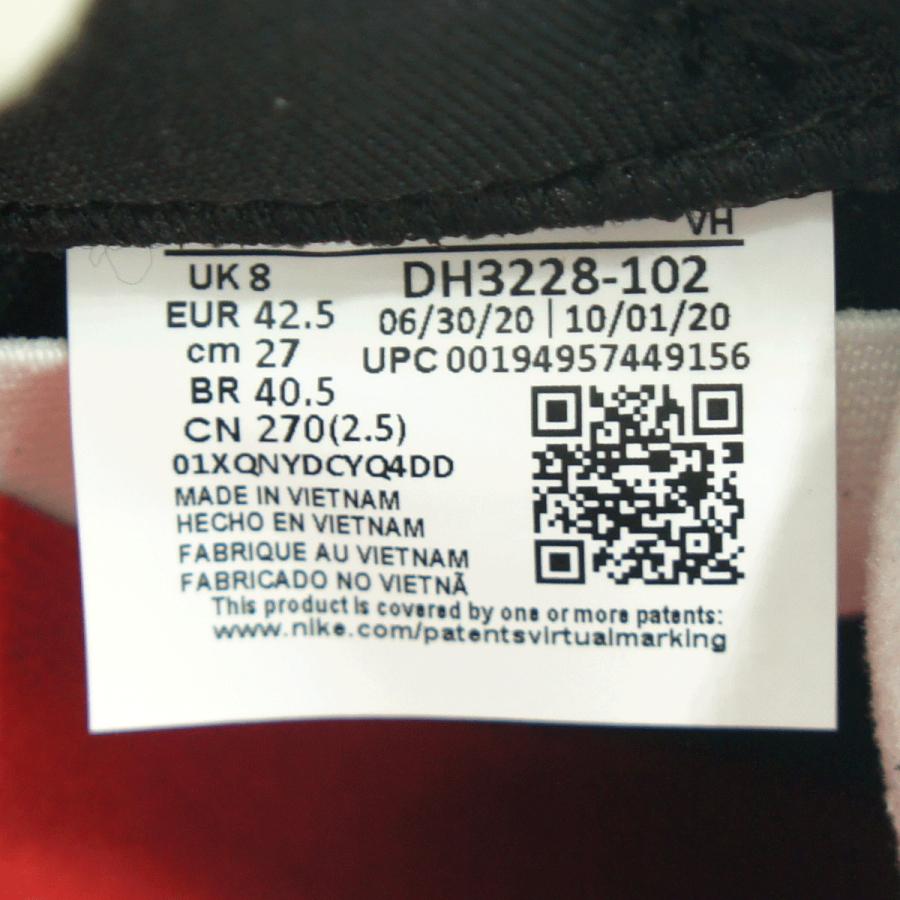 VH
UK 8
EUR 42.5
cm 27
BR 40.5
CN 270(2.5)
DH3228-102
06/30/20 | 10/01/20
UPC 00194957449156
01XQNYDCYQ4DD
MADE IN VIETNAM
HECHO EN VIETNAM
FABRIQUE AU VIETNAM
FABRICADO NO VIETNÃ
This product is covered by one or more patents:
www.nike.com/patentsvirtualmarking